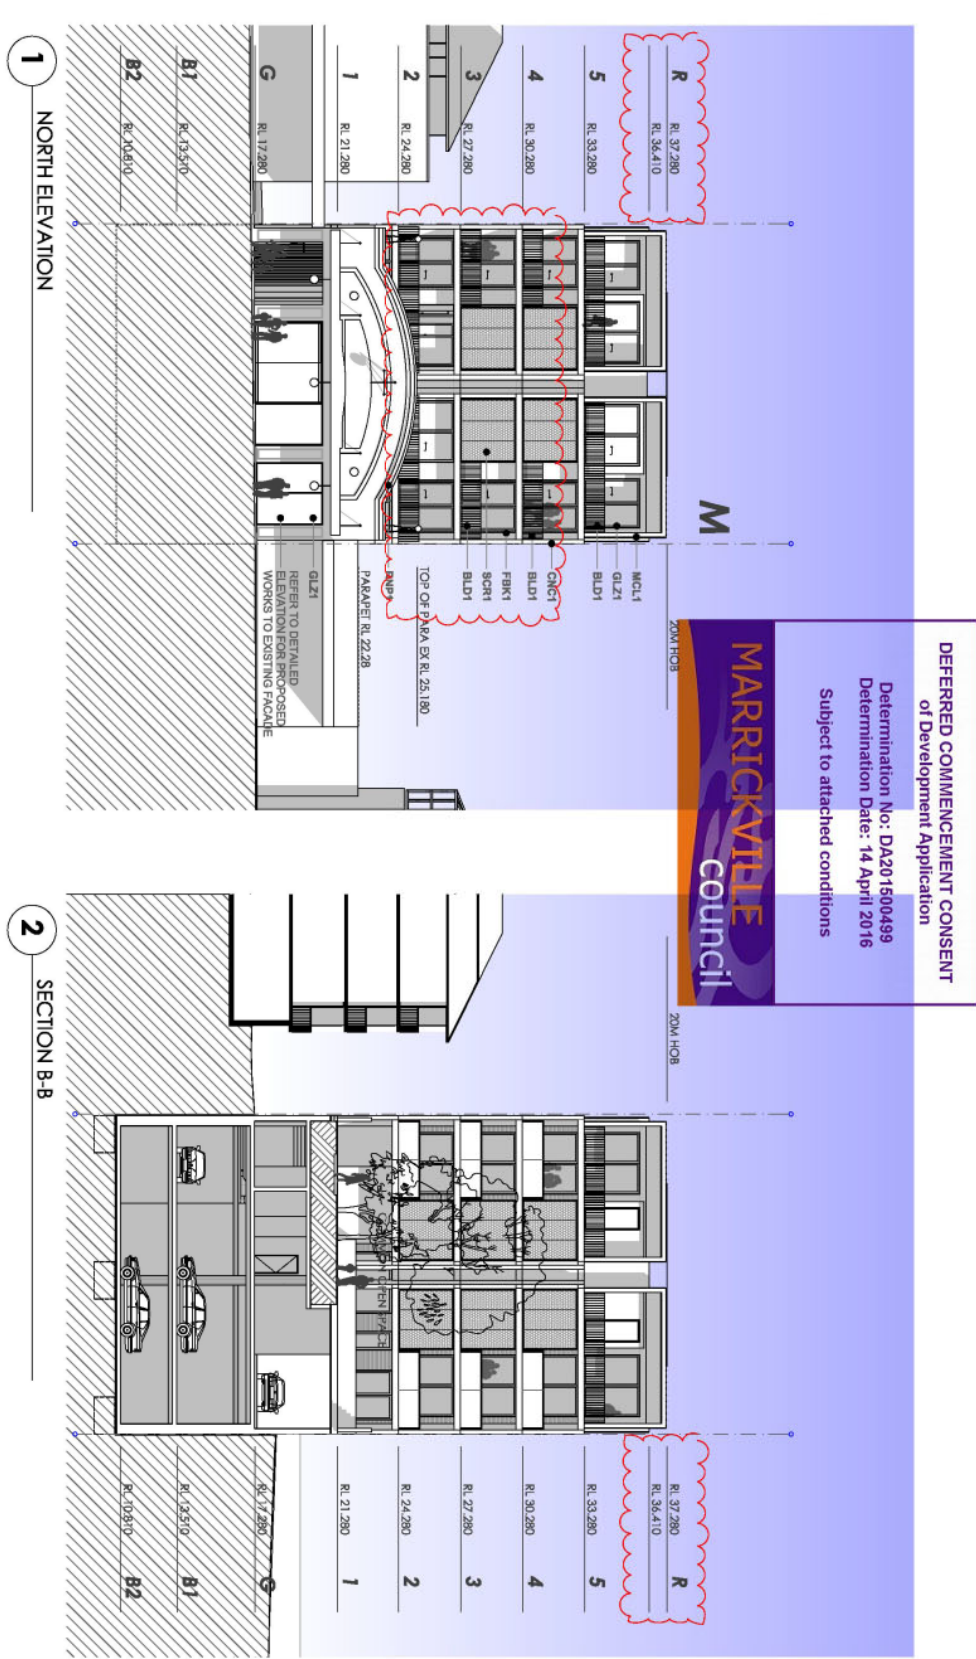 DEFERRED COMMENCEMENT CONSENT
of Development Application
Determination No: DA201500499
Determination Date: 14 April 2016
Subject to attached conditions
MARRICKVILLE
council
M
20M HOB
R RL 37.280
RL 36.410
5 RL 33.280
4 RL 30.280
3 RL 27.280
2 RL 24.280
1 RL 21.280
G RL 17.280
B1 RL 13.510
B2 RL 10.810
MCL1
GLZ1
BLD1
CNC1
BLD1
FBK1
SCR1
BLD1
TOP OF PARA EX RL 25.180
PARAPET RL 22.28
GLZ1
REFER TO DETAILED
ELEVATION FOR PROPOSED
WORKS TO EXISTING FACADE
1 NORTH ELEVATION
20M HOB
OPEN SPACE
RL 37.280 R
RL 36.410
RL 33.280 5
RL 30.280 4
RL 27.280 3
RL 24.280 2
RL 21.280 1
RL 17.280 G
RL 13.510 B1
RL 10.810 B2
2 SECTION B-B